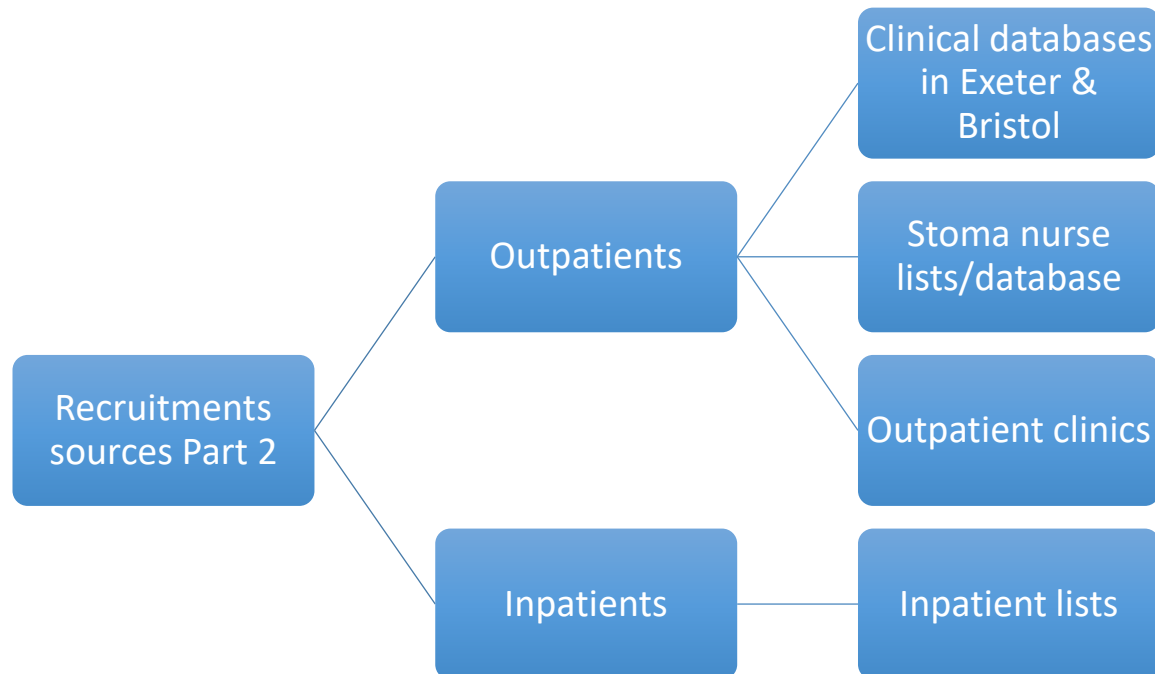 Recruitments
sources Part 2
Outpatients
Clinical databases
in Exeter &
Bristol
Stoma nurse
lists/database
Outpatient clinics
Inpatients
Inpatient lists